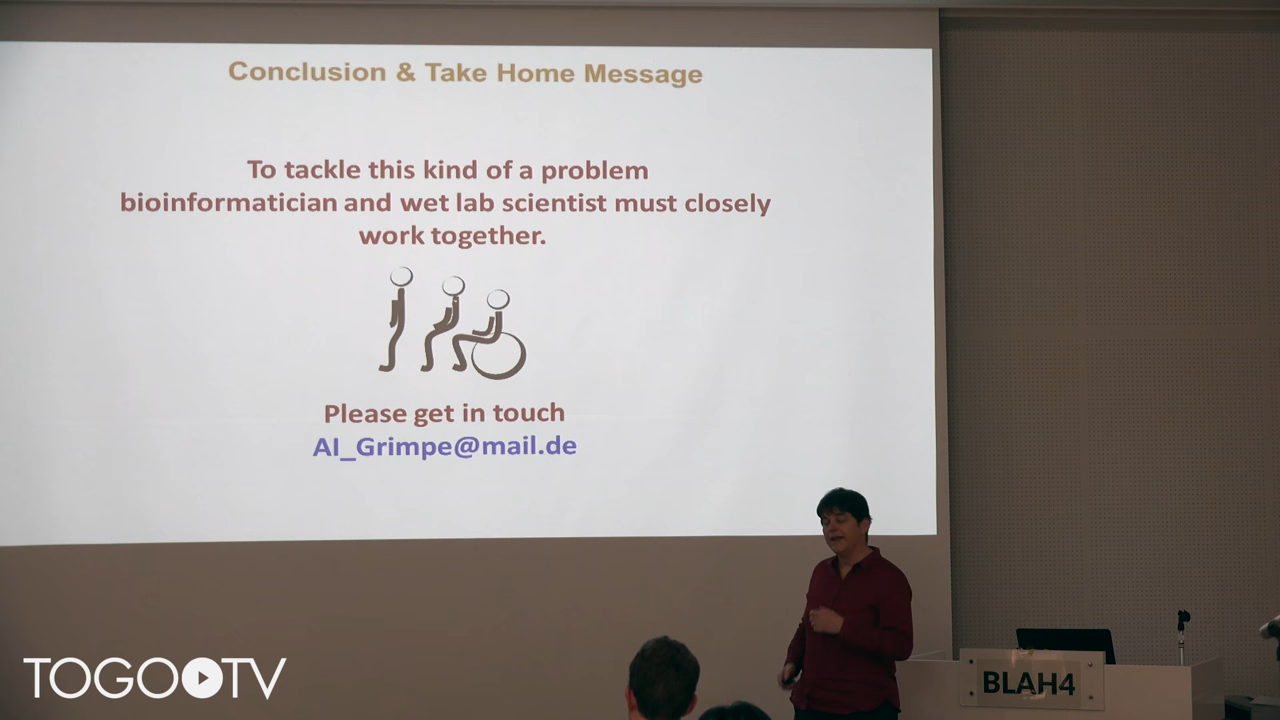 Conclusion & Take Home Message
To tackle this kind of a problem
bioinformatician and wet lab scientist must closely
work together.
Please get in touch
AI_Grimpe@mail.de
BLAH4
TOGOTV